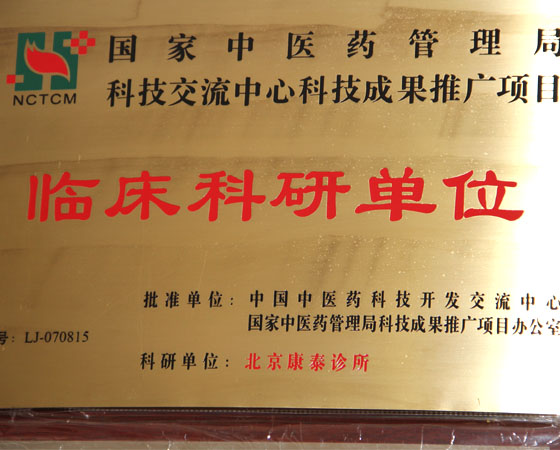 NCTCM
国家中医药管理局
科技交流中心科技成果推广项目
临床科研单位
批准单位：中国中医药科技开发交流中心
国家中医药管理局科技成果推广项目办公室
号：LJ-070815
科研单位：北京康泰诊所